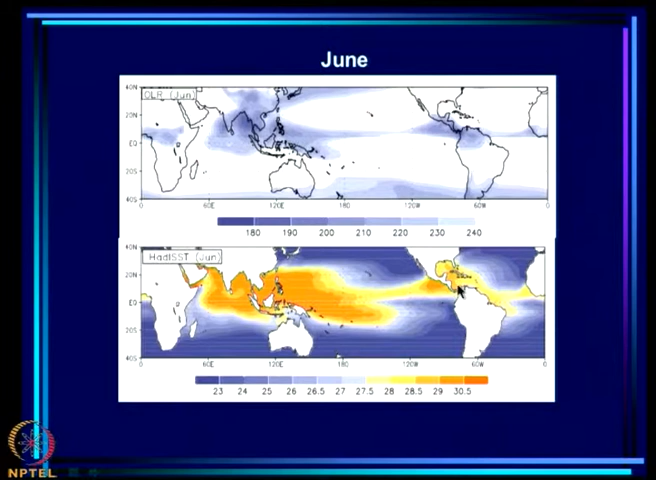 June
40N
OLR (Jun)
20N
EQ
20S
40S
60E 120E 180 120W 60W 0
180 190 200 210 220 230 240
40N
HadISST (Jun)
20N
EQ
20S
40S
60E 120E 180 120W 60W 0
23 24 25 26 26.5 27 27.5 28 28.5 29 30.5
NPTEL